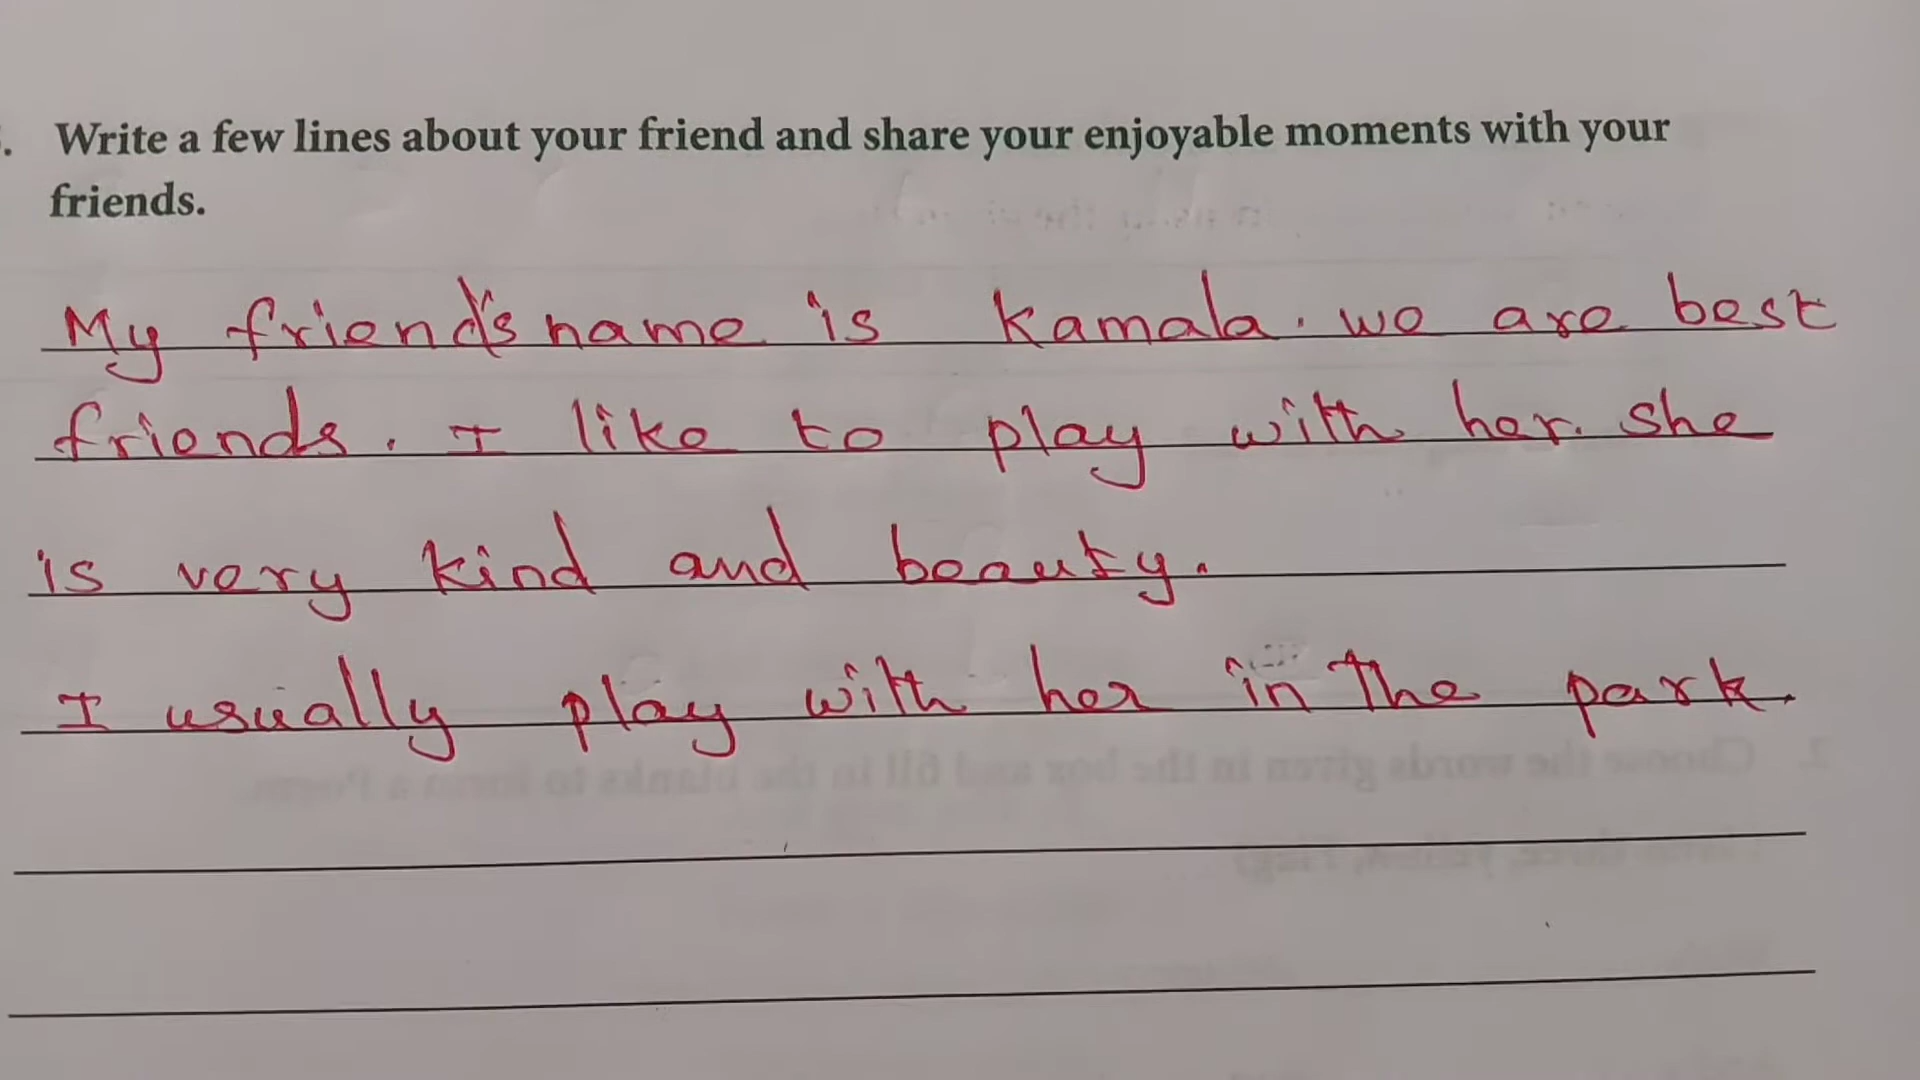 . Write a few lines about your friend and share your enjoyable moments with your
friends.
My friend's name is Kamala. we are best
friends. I like to play with her. She
is very kind and beauty.
I usually play with her in the park.